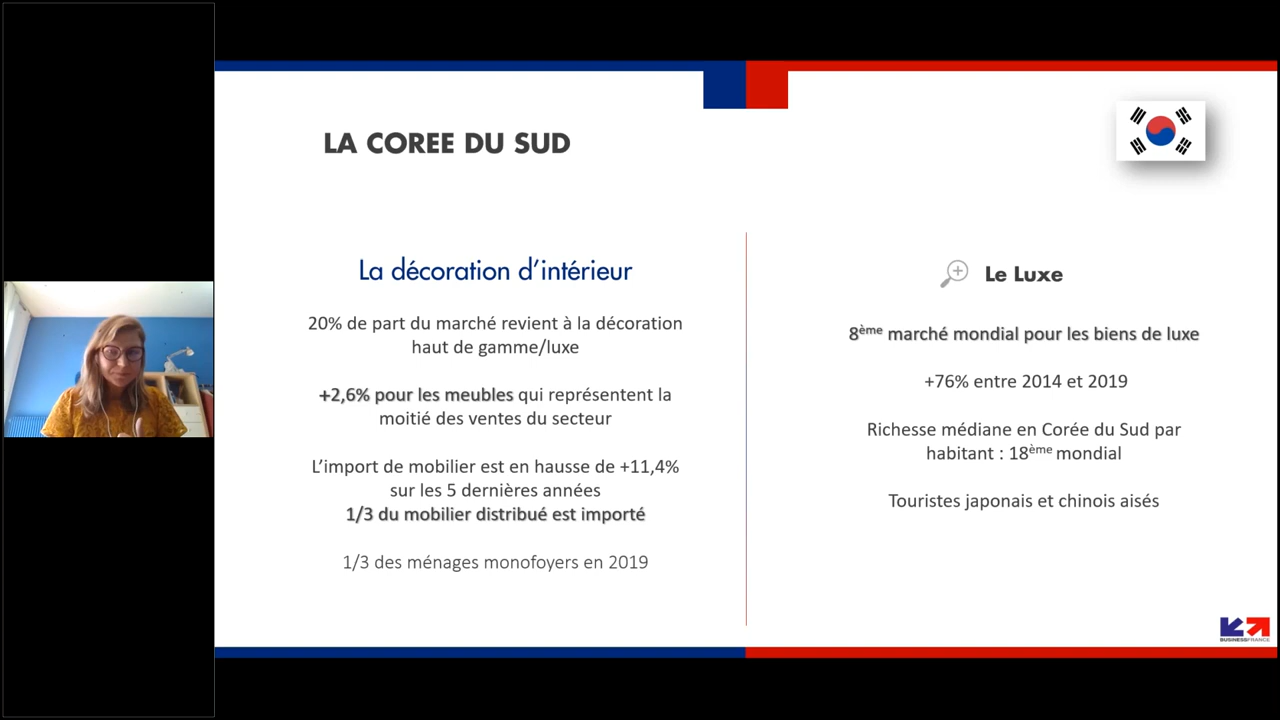 LA COREE DU SUD
La décoration d'intérieur
20% de part du marché revient à la décoration
haut de gamme/luxe
+2,6% pour les meubles qui représentent la
moitié des ventes du secteur
L'import de mobilier est en hausse de +11,4%
sur les 5 dernières années
1/3 du mobilier distribué est importé
1/3 des ménages monofoyers en 2019
Le Luxe
8ème marché mondial pour les biens de luxe
+76% entre 2014 et 2019
Richesse médiane en Corée du Sud par
habitant : 18ème mondial
Touristes japonais et chinois aisés
BUSINESSFRANCE